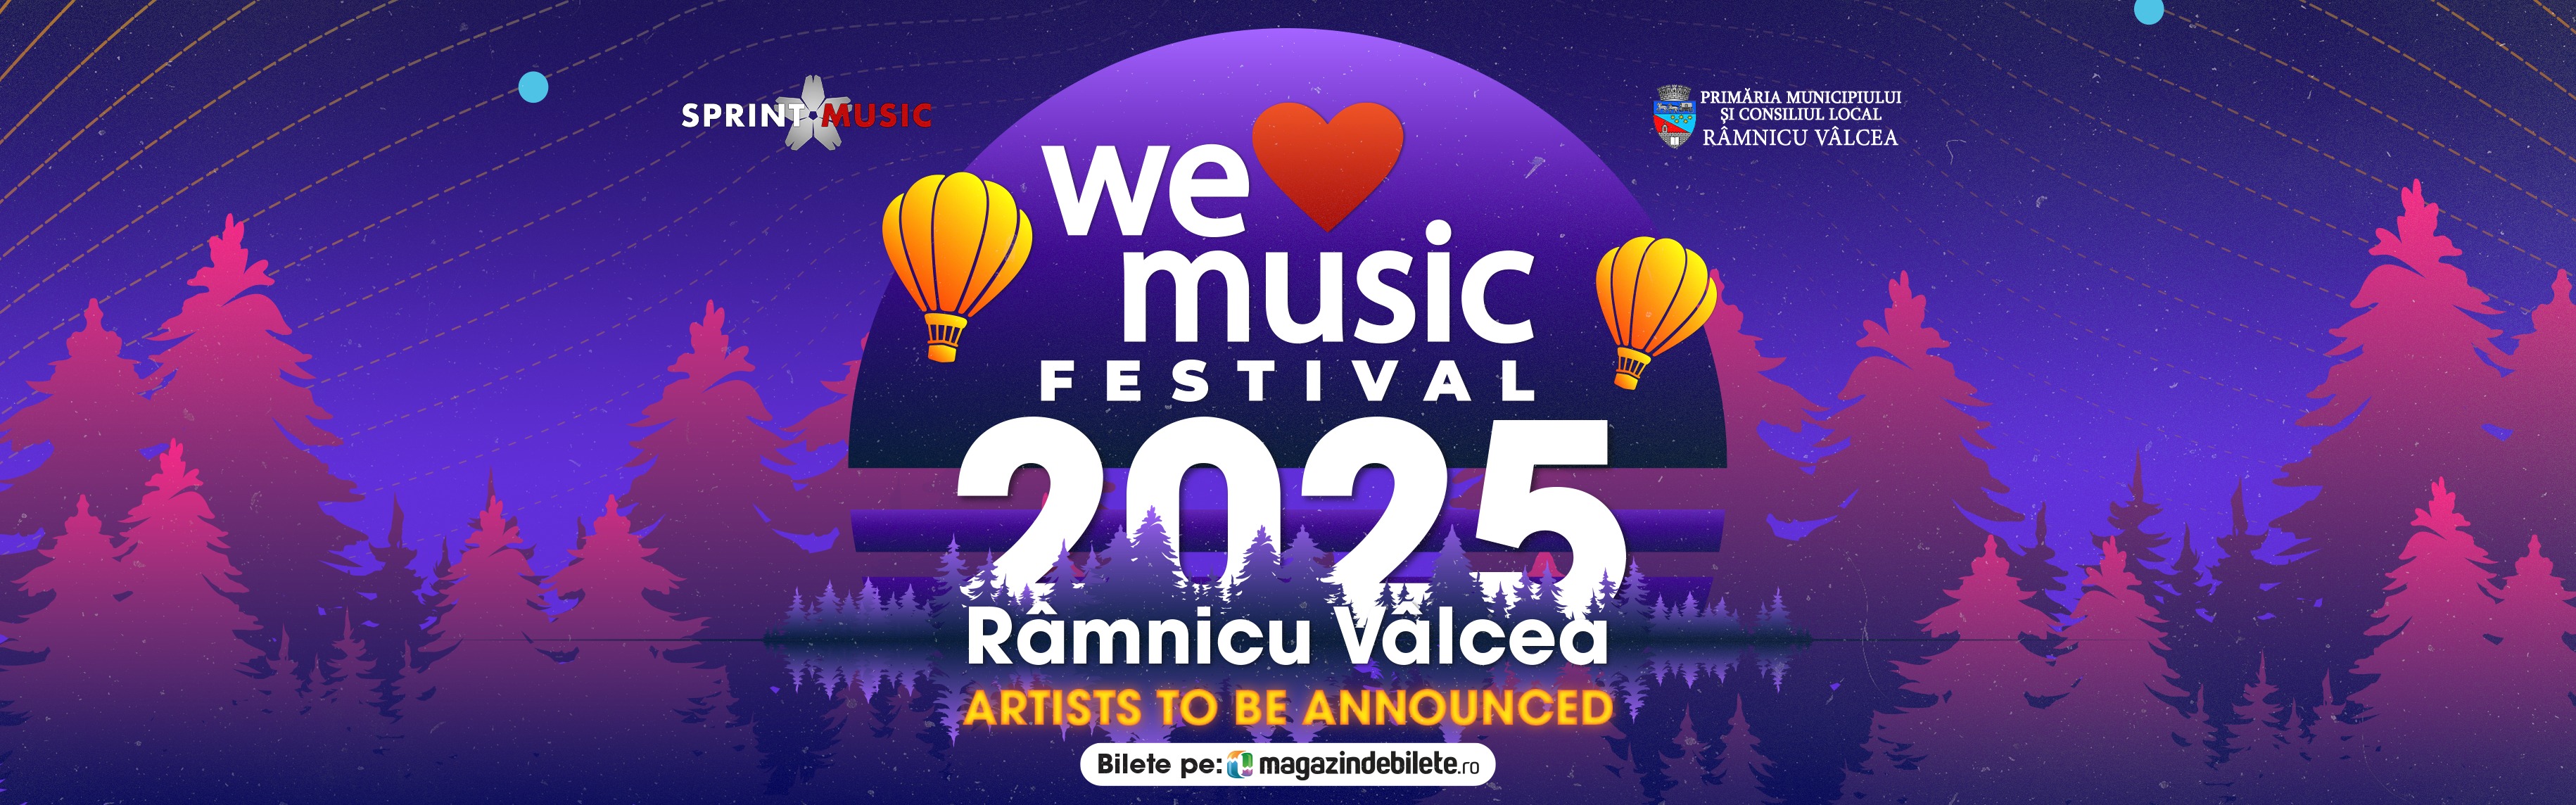 SPRINT MUSIC
PRIMĂRIA MUNICIPIULUI
ȘI CONSILIUL LOCAL
RÂMNICU VÂLCEA
we
music
FESTIVAL
2025
Râmnicu Vâlcea
ARTISTS TO BE ANNOUNCED
Bilete pe: magazindebilete.ro